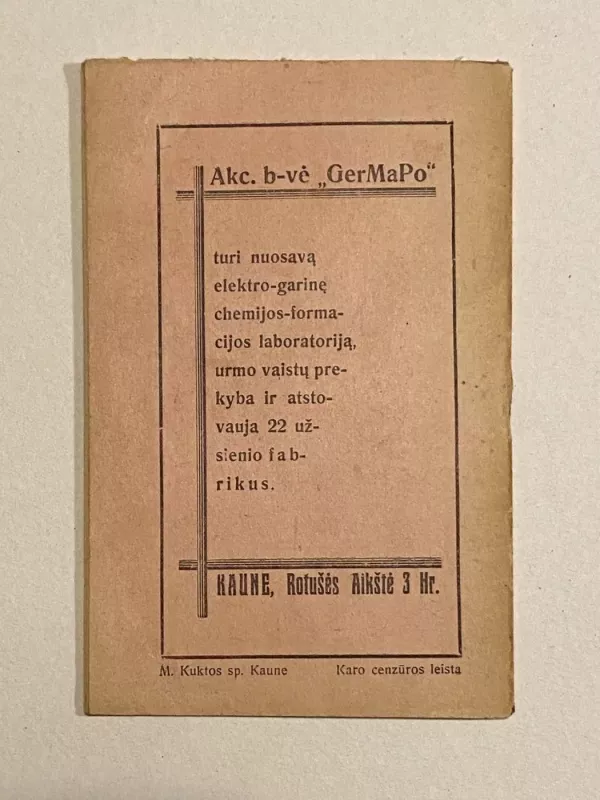 Akc. b-vė „GerMaPo“
turi nuosavą
elektro-garinę
chemijos-forma-
cijos laboratoriją,
urmo vaistų pre-
kyba ir atsto-
vauja 22 už-
sienio fab-
rikus.
KAUNE, Rotušės Aikštė 3 Nr.
M. Kuktos sp. Kaune Karo cenzūros leista